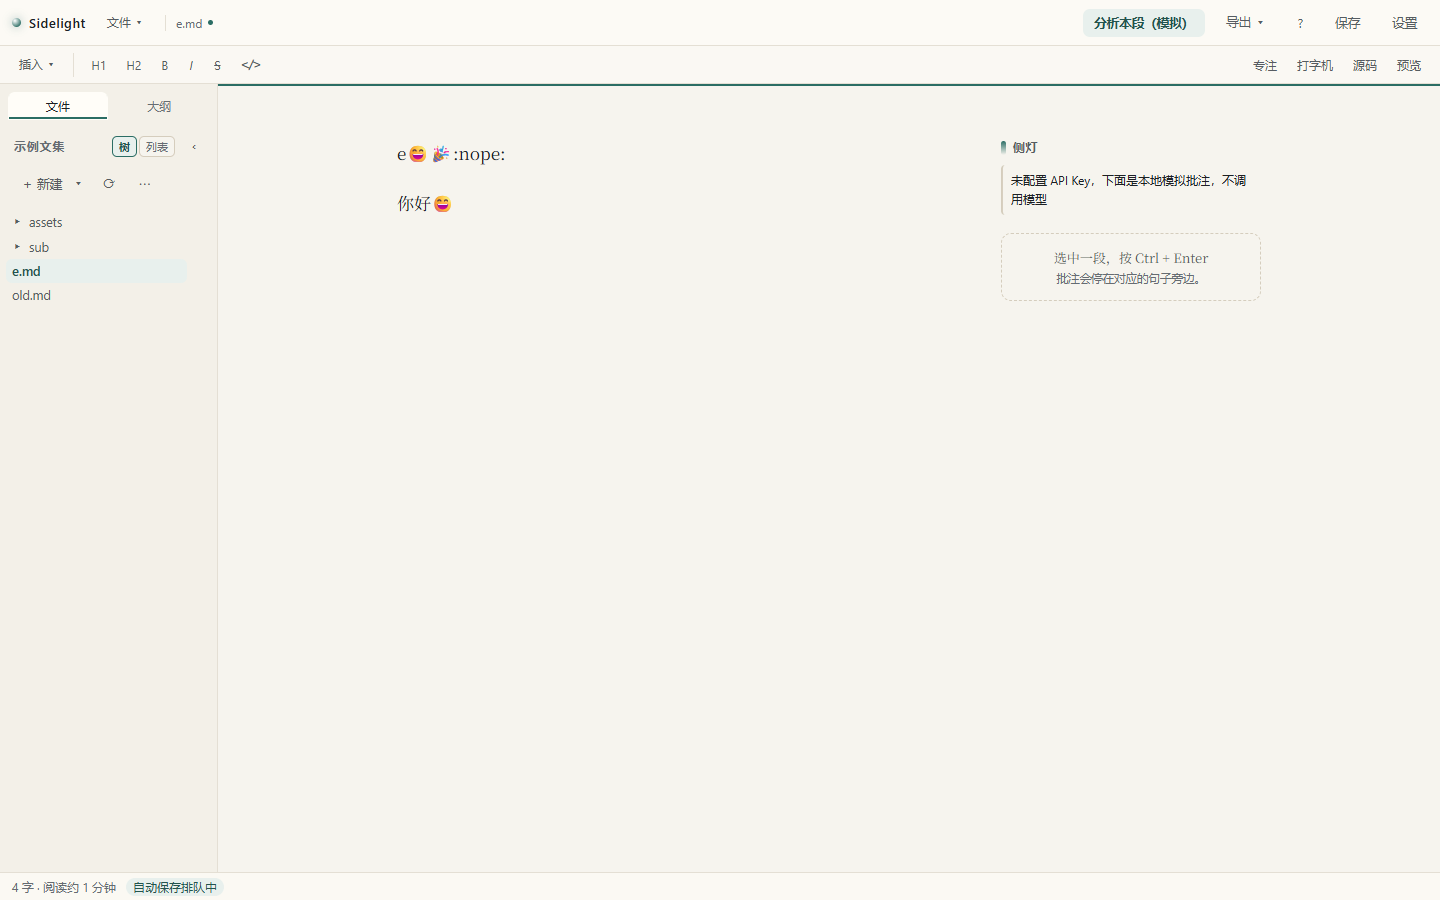 Sidelight 文件 ▾ e.md ● 分析本段（模拟） 导出 ▾ ? 保存 设置
插入 ▾ H1 H2 B I S </> 专注 打字机 源码 预览
文件 大纲
示例文集 树 列表 ‹
+ 新建 ▾ ⟳ ···
▸ assets
▸ sub
e.md
old.md
e😄 🎉 :nope:
你好😄
侧灯
未配置 API Key，下面是本地模拟批注，不调
用模型
选中一段，按 Ctrl + Enter
批注会停在对应的句子旁边。
4 字 · 阅读约 1 分钟 自动保存排队中